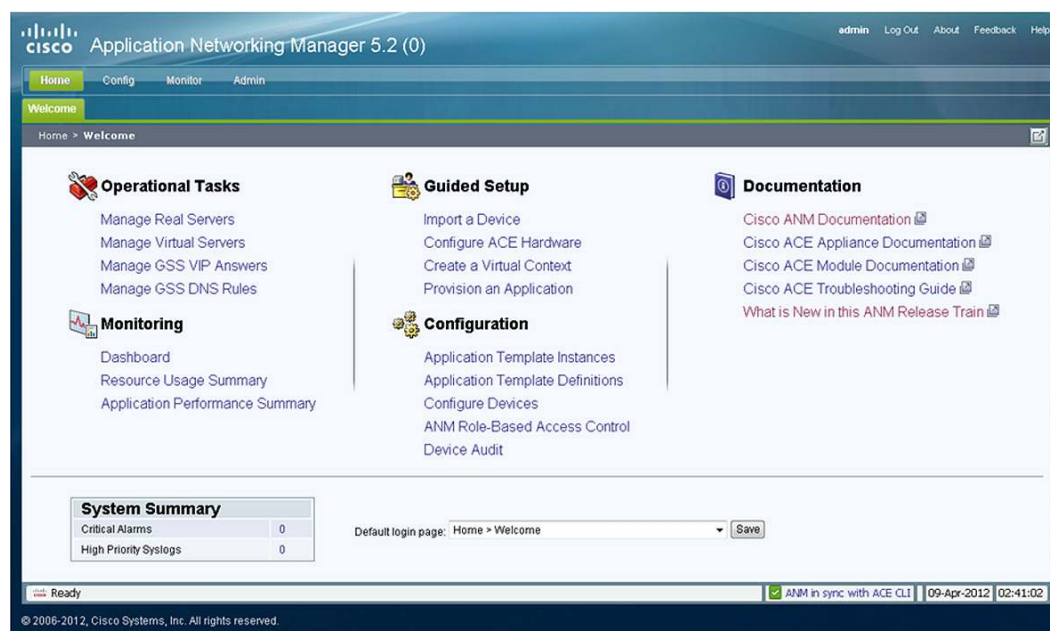 CISCO Application Networking Manager 5.2 (0)
admin Log Out About Feedback Help
Home Config Monitor Admin
Welcome
Home > Welcome
Operational Tasks
Manage Real Servers
Manage Virtual Servers
Manage GSS VIP Answers
Manage GSS DNS Rules
Monitoring
Dashboard
Resource Usage Summary
Application Performance Summary
Guided Setup
Import a Device
Configure ACE Hardware
Create a Virtual Context
Provision an Application
Configuration
Application Template Instances
Application Template Definitions
Configure Devices
ANM Role-Based Access Control
Device Audit
Documentation
Cisco ANM Documentation
Cisco ACE Appliance Documentation
Cisco ACE Module Documentation
Cisco ACE Troubleshooting Guide
What is New in this ANM Release Train
System Summary
Critical Alarms 0
High Priority Syslogs 0
Default login page: Home > Welcome Save
Ready
ANM in sync with ACE CLI 09-Apr-2012 02:41:02
© 2006-2012, Cisco Systems, Inc. All rights reserved.